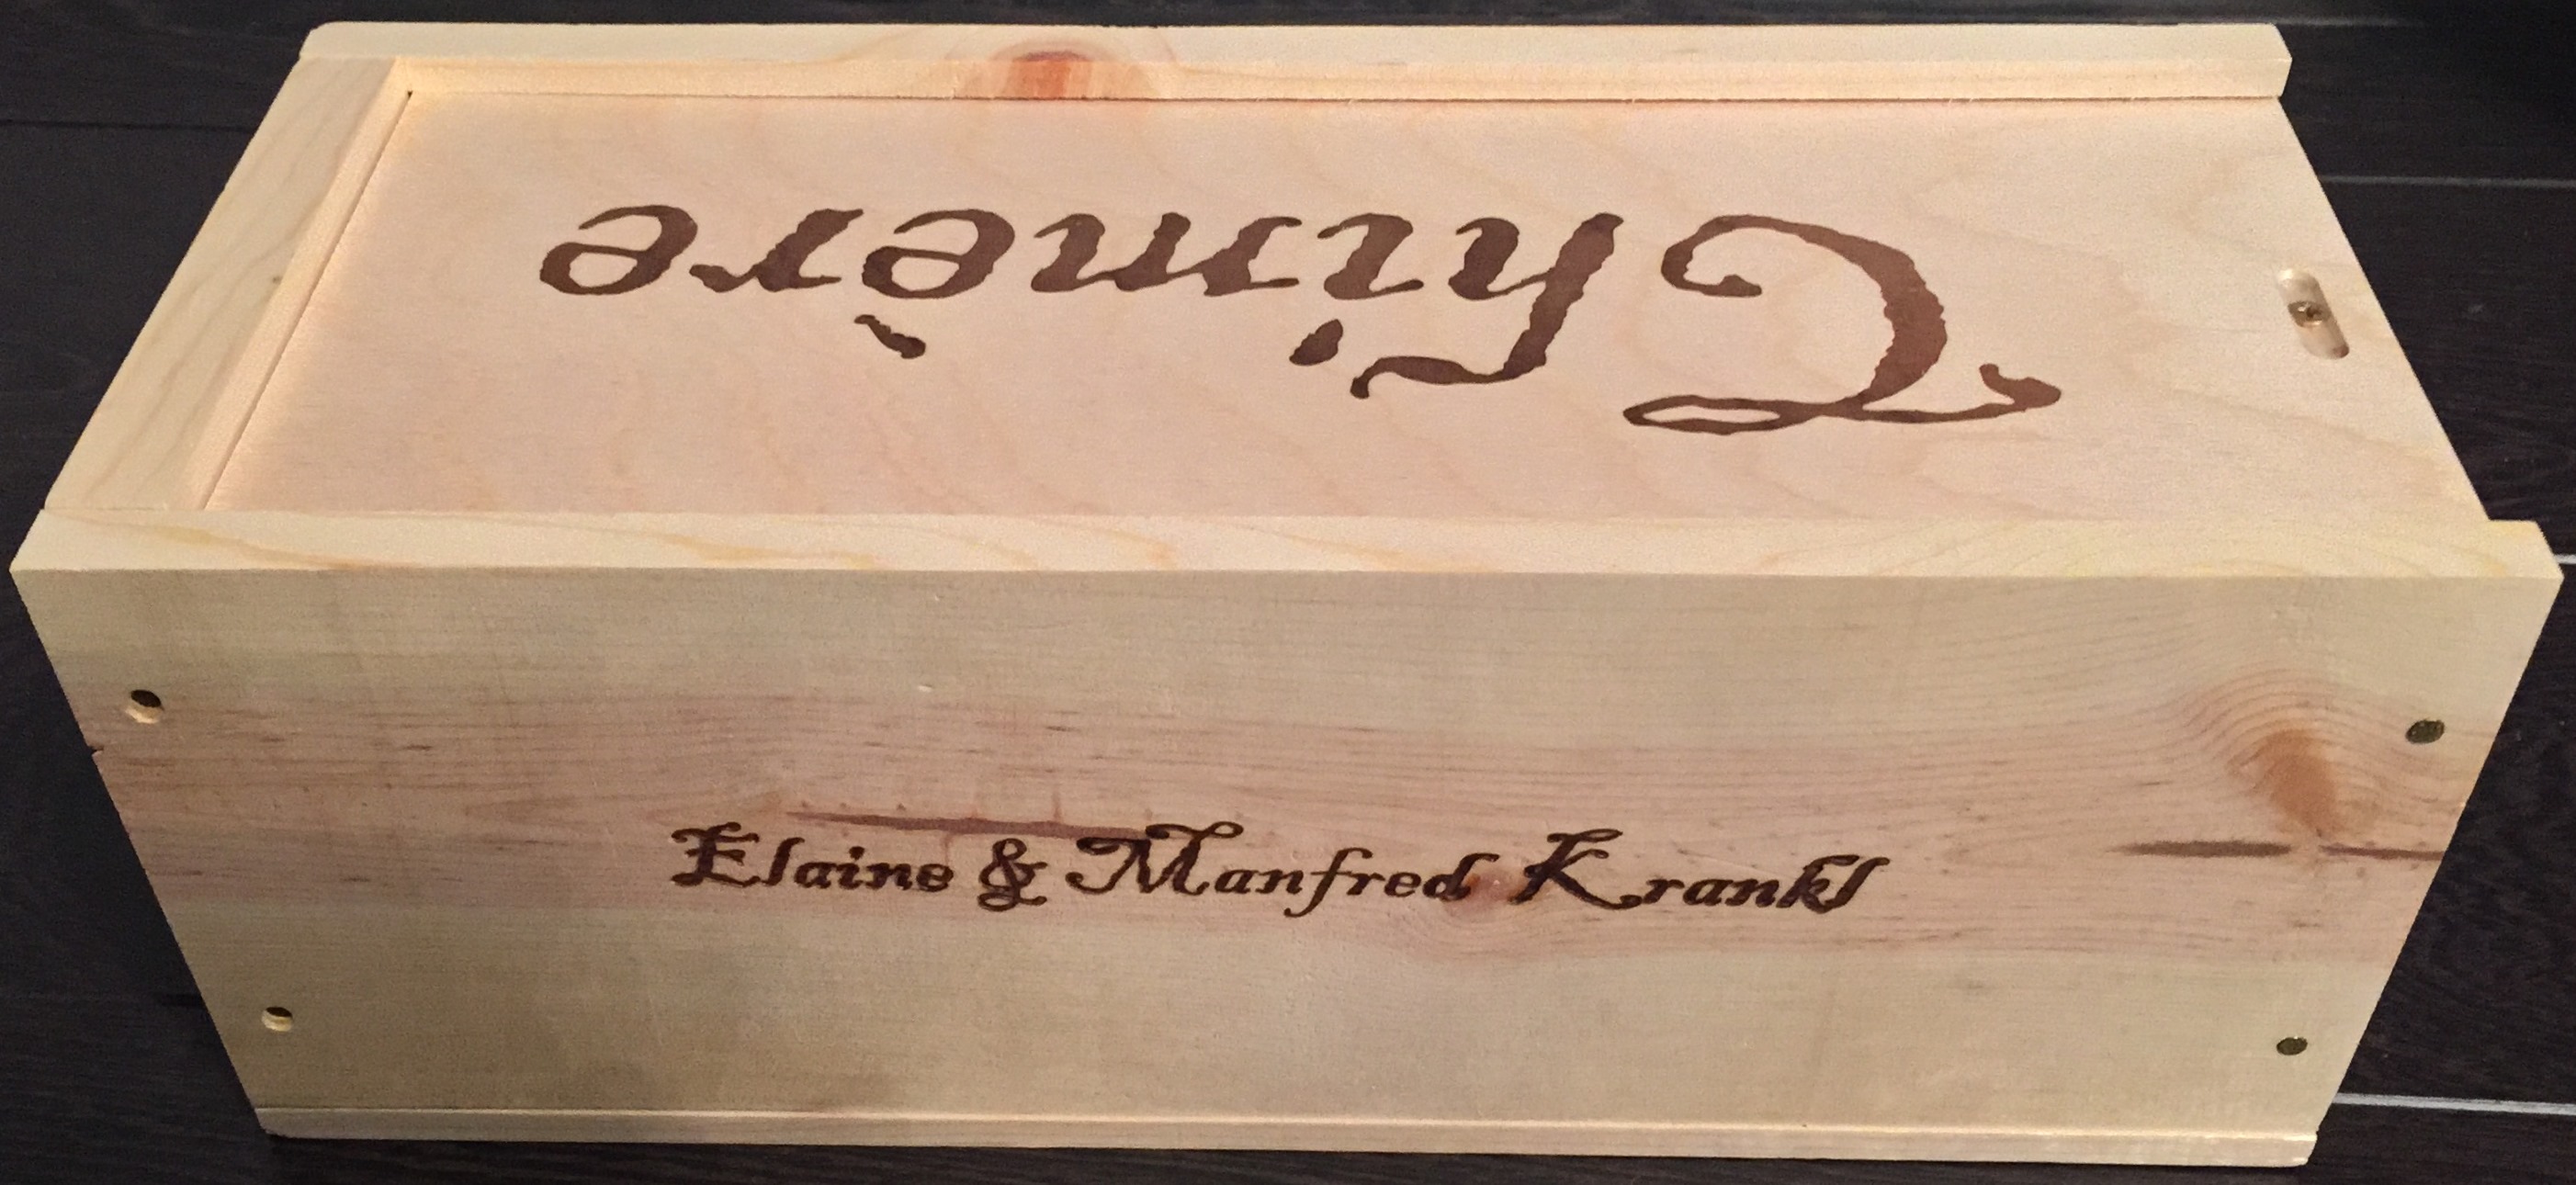 Chimère
Elaine & Manfred Krankl